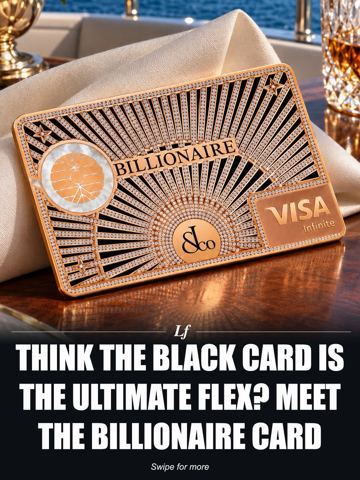 BILLIONAIRE
J&co
VISA
Infinite
Lf
THINK THE BLACK CARD IS
THE ULTIMATE FLEX? MEET
THE BILLIONAIRE CARD
Swipe for more